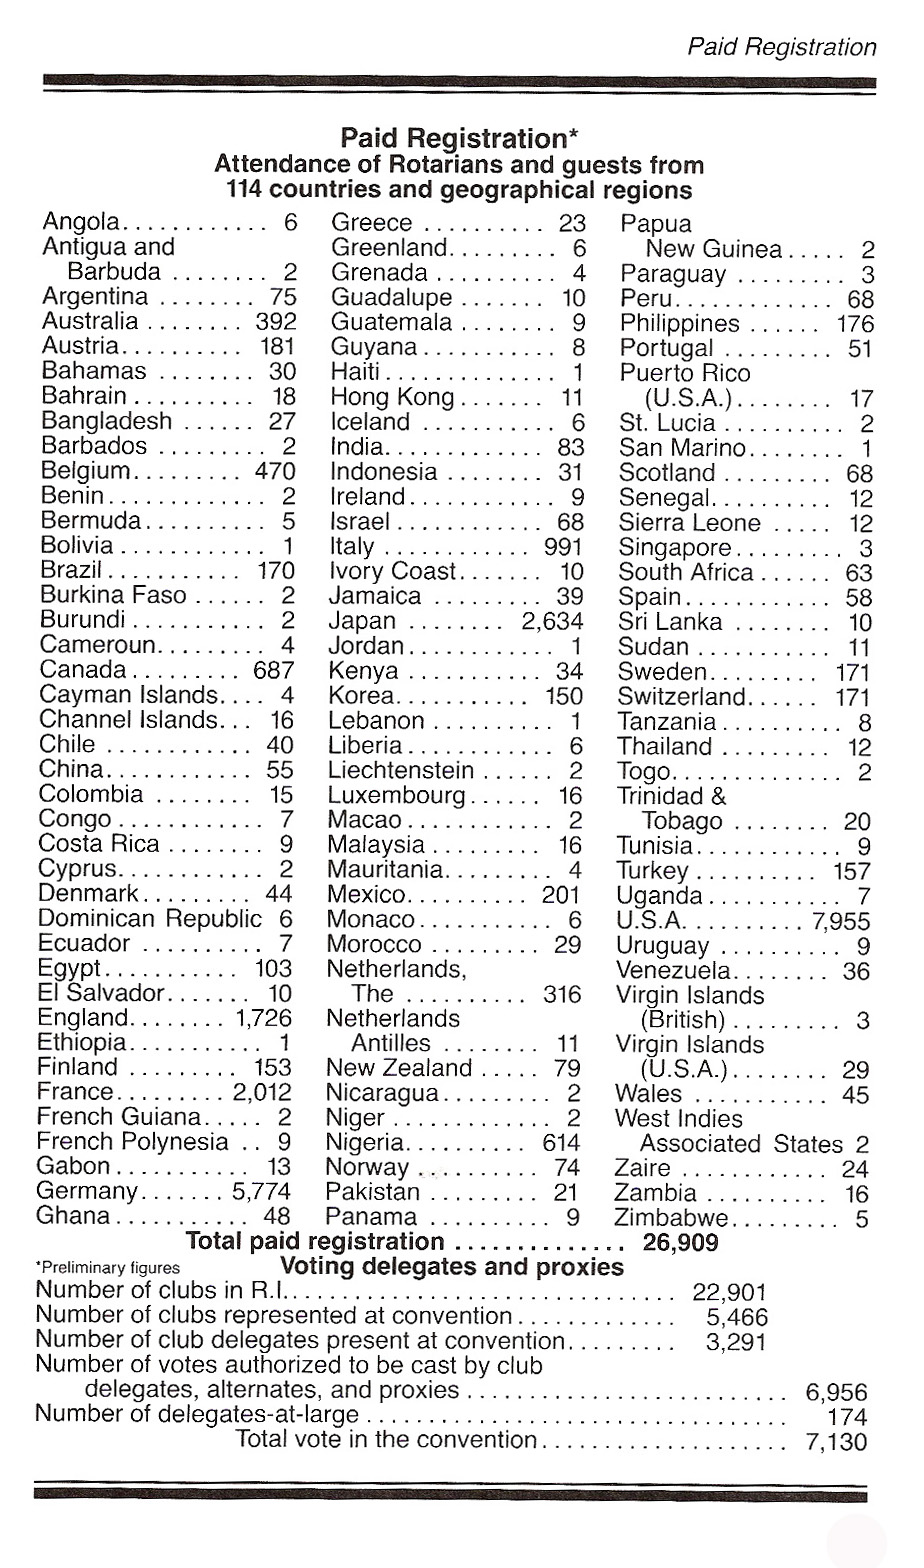 Paid Registration
Paid Registration*
Attendance of Rotarians and guests from
114 countries and geographical regions
Angola............ 6
Antigua and
Barbuda ........ 2
Argentina ........ 75
Australia ........ 392
Austria.......... 181
Bahamas ........ 30
Bahrain .......... 18
Bangladesh ...... 27
Barbados ......... 2
Belgium......... 470
Benin............. 2
Bermuda.......... 5
Bolivia ............ 1
Brazil........... 170
Burkina Faso ...... 2
Burundi ........... 2
Cameroun......... 4
Canada ......... 687
Cayman Islands.... 4
Channel Islands... 16
Chile ............ 40
China............ 55
Colombia ........ 15
Congo ............ 7
Costa Rica ........ 9
Cyprus............ 2
Denmark......... 44
Dominican Republic 6
Ecuador .......... 7
Egypt........... 103
El Salvador....... 10
England........ 1,726
Ethiopia........... 1
Finland ......... 153
France......... 2,012
French Guiana..... 2
French Polynesia .. 9
Gabon ........... 13
Germany....... 5,774
Ghana........... 48
Greece .......... 23
Greenland......... 6
Grenada .......... 4
Guadalupe ....... 10
Guatemala ........ 9
Guyana........... 8
Haiti.............. 1
Hong Kong....... 11
Iceland ........... 6
India............. 83
Indonesia ........ 31
Ireland............ 9
Israel ............ 68
Italy ............ 991
Ivory Coast....... 10
Jamaica ......... 39
Japan ........ 2,634
Jordan............ 1
Kenya ........... 34
Korea........... 150
Lebanon .......... 1
Liberia............ 6
Liechtenstein ...... 2
Luxembourg...... 16
Macao............ 2
Malaysia ......... 16
Mauritania......... 4
Mexico.......... 201
Monaco........... 6
Morocco ......... 29
Netherlands,
The .......... 316
Netherlands
Antilles ........ 11
New Zealand ..... 79
Nicaragua......... 2
Niger ............ 2
Nigeria.......... 614
Norway .......... 74
Pakistan ......... 21
Panama .......... 9
Papua
New Guinea..... 2
Paraguay ......... 3
Peru............. 68
Philippines ...... 176
Portugal ......... 51
Puerto Rico
(U.S.A.)........ 17
St. Lucia .......... 2
San Marino........ 1
Scotland ......... 68
Senegal.......... 12
Sierra Leone ..... 12
Singapore......... 3
South Africa...... 63
Spain............ 58
Sri Lanka ........ 10
Sudan ........... 11
Sweden......... 171
Switzerland...... 171
Tanzania.......... 8
Thailand ......... 12
Togo.............. 2
Trinidad &
Tobago ........ 20
Tunisia............ 9
Turkey .......... 157
Uganda........... 7
U.S.A.......... 7,955
Uruguay .......... 9
Venezuela........ 36
Virgin Islands
(British) ......... 3
Virgin Islands
(U.S.A.)........ 29
Wales ........... 45
West Indies
Associated States 2
Zaire ............ 24
Zambia .......... 16
Zimbabwe......... 5
Total paid registration .............. 26,909
*Preliminary figures
Voting delegates and proxies
Number of clubs in R.I............................... 22,901
Number of clubs represented at convention............. 5,466
Number of club delegates present at convention......... 3,291
Number of votes authorized to be cast by club
delegates, alternates, and proxies .......................... 6,956
Number of delegates-at-large .................................. 174
Total vote in the convention.................... 7,130